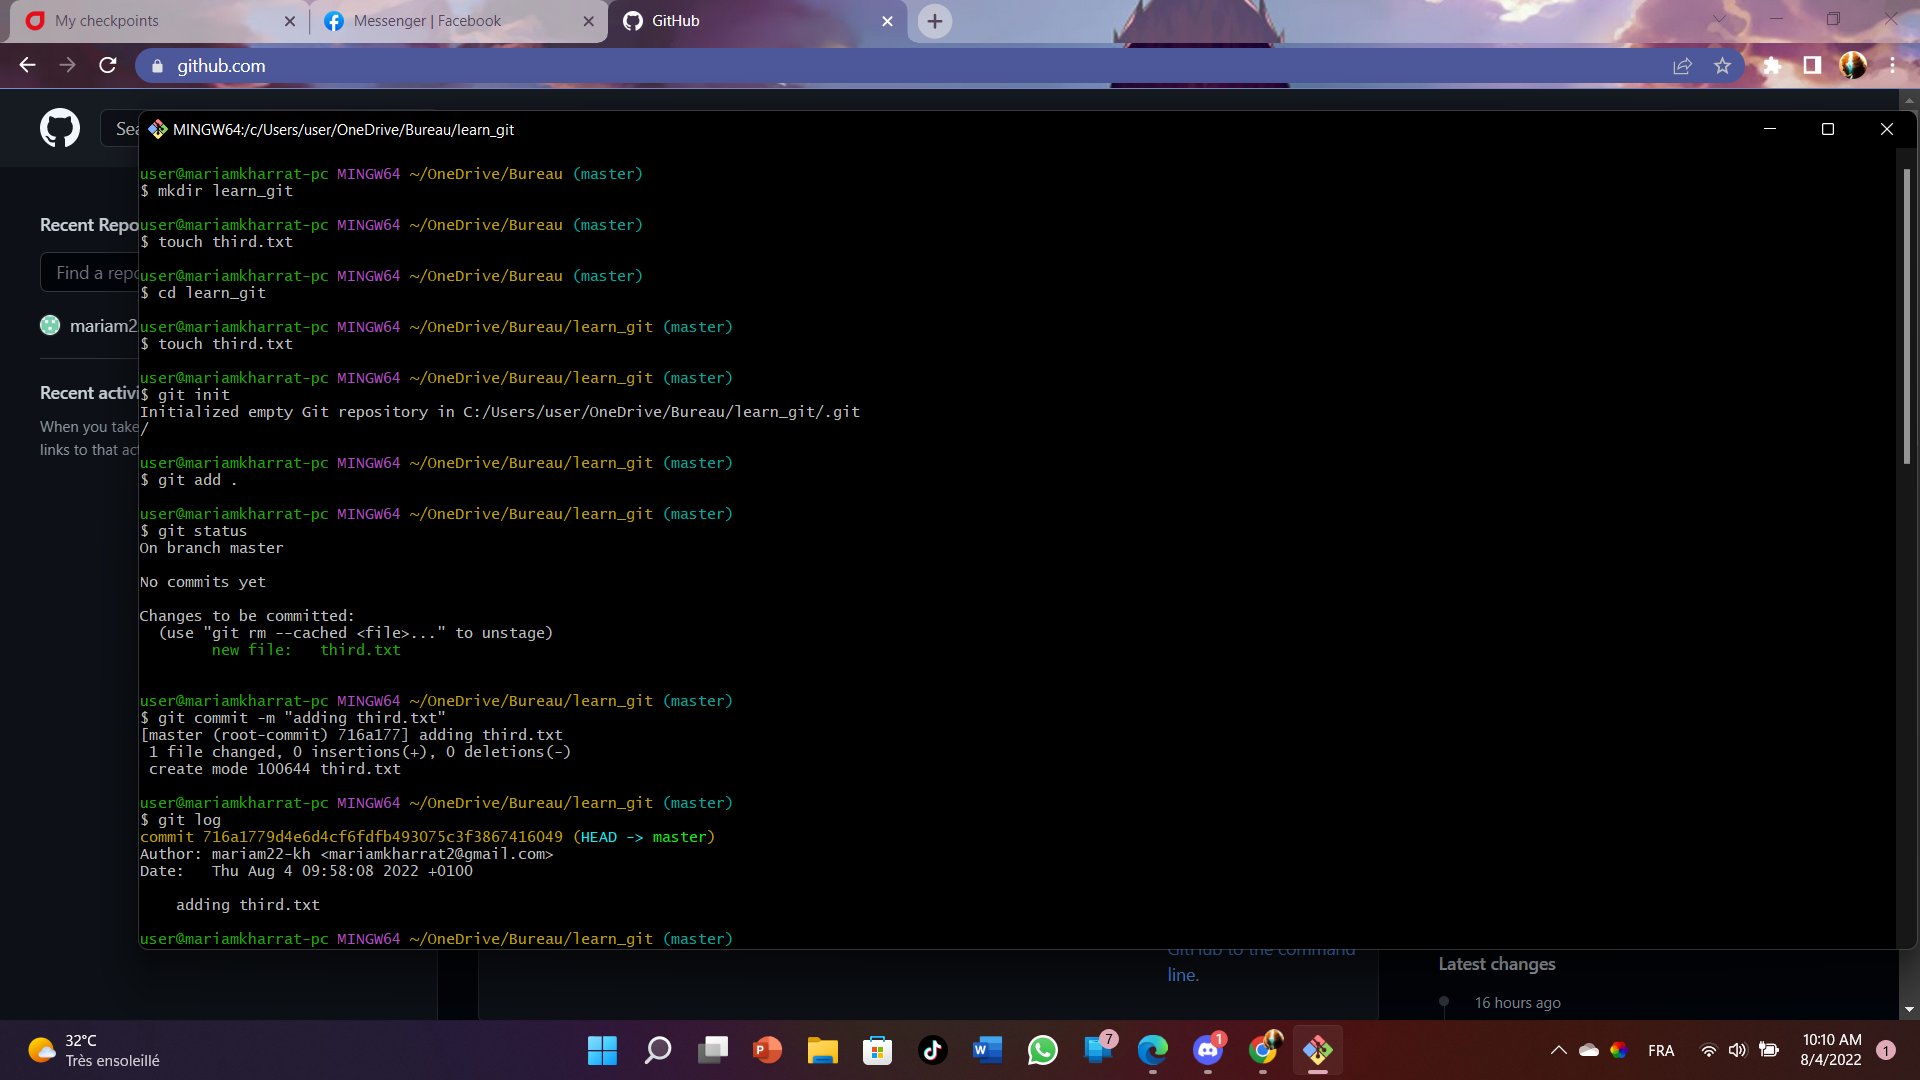 My checkpoints
Messenger | Facebook
GitHub
github.com
Sea
MINGW64:/c/Users/user/OneDrive/Bureau/learn_git
Recent Repo
Find a repo
mariam2
Recent activi
When you take
links to that act
user@mariamkharrat-pc MINGW64 ~/OneDrive/Bureau (master)
$ mkdir learn_git
user@mariamkharrat-pc MINGW64 ~/OneDrive/Bureau (master)
$ touch third.txt
user@mariamkharrat-pc MINGW64 ~/OneDrive/Bureau (master)
$ cd learn_git
user@mariamkharrat-pc MINGW64 ~/OneDrive/Bureau/learn_git (master)
$ touch third.txt
user@mariamkharrat-pc MINGW64 ~/OneDrive/Bureau/learn_git (master)
$ git init
Initialized empty Git repository in C:/Users/user/OneDrive/Bureau/learn_git/.git
/
user@mariamkharrat-pc MINGW64 ~/OneDrive/Bureau/learn_git (master)
$ git add .
user@mariamkharrat-pc MINGW64 ~/OneDrive/Bureau/learn_git (master)
$ git status
On branch master
No commits yet
Changes to be committed:
(use "git rm --cached <file>..." to unstage)
new file:   third.txt
user@mariamkharrat-pc MINGW64 ~/OneDrive/Bureau/learn_git (master)
$ git commit -m "adding third.txt"
[master (root-commit) 716a177] adding third.txt
1 file changed, 0 insertions(+), 0 deletions(-)
create mode 100644 third.txt
user@mariamkharrat-pc MINGW64 ~/OneDrive/Bureau/learn_git (master)
$ git log
commit 716a1779d4e6d4cf6fdfb493075c3f3867416049 (HEAD -> master)
Author: mariam22-kh <mariamkharrat2@gmail.com>
Date:   Thu Aug 4 09:58:08 2022 +0100
adding third.txt
user@mariamkharrat-pc MINGW64 ~/OneDrive/Bureau/learn_git (master)
GitHub to the command
line.
Latest changes
16 hours ago
32°C
Très ensoleillé
7
1
FRA
10:10 AM
8/4/2022
1